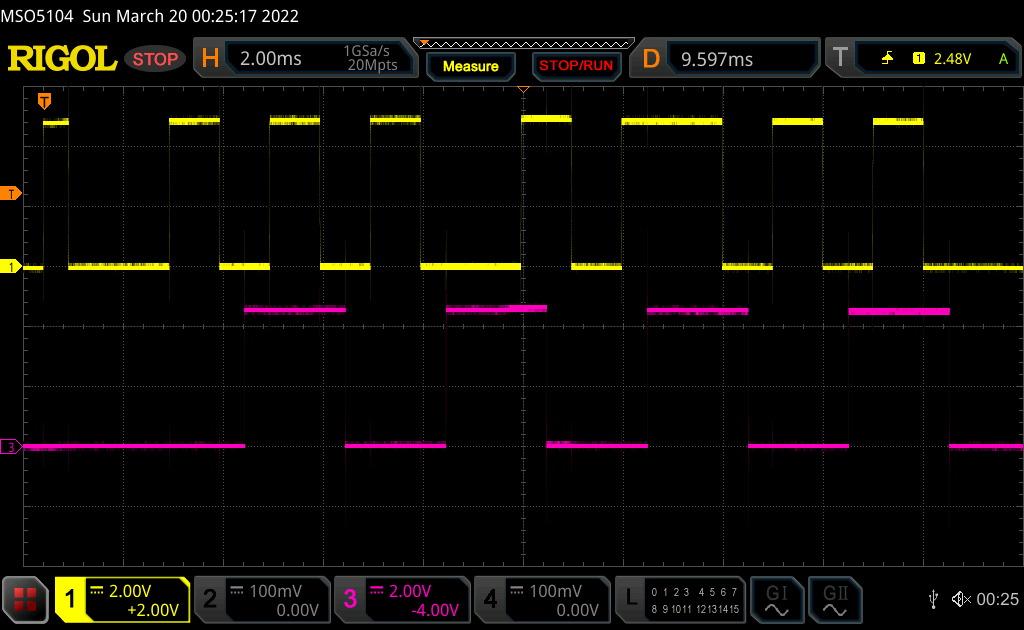 MSO5104 Sun March 20 00:25:17 2022
RIGOL STOP H 2.00ms 1GSa/s 20Mpts Measure STOP/RUN D 9.597ms T 1 2.48V A
T
T
1
3
1 2.00V +2.00V 2 100mV 0.00V 3 2.00V -4.00V 4 100mV 0.00V L 0 1 2 3 4 5 6 7 8 9 10 11 12 13 14 15 GI GII 00:25